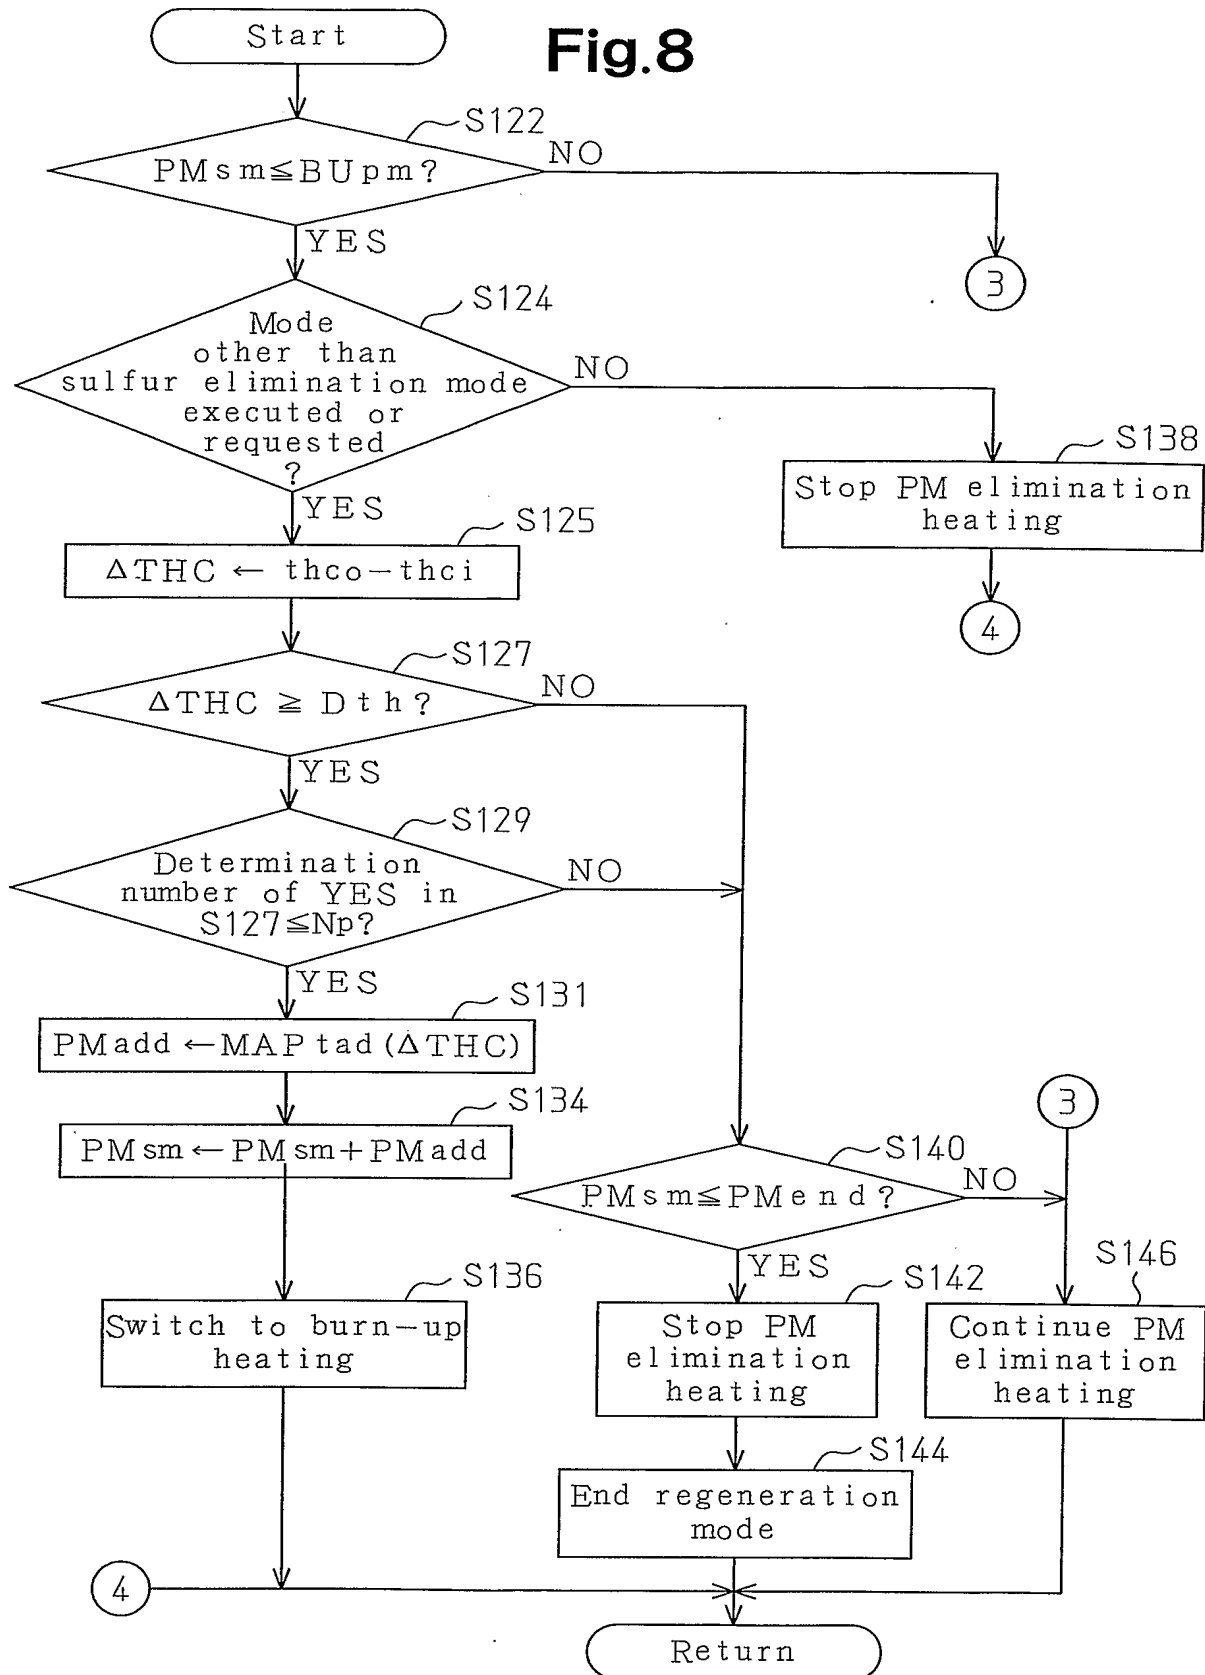 Start
Fig.8
S122
PMsm≦BUpm?
NO
YES
3
S124
Mode
other than
sulfur elimination mode
executed or
requested
?
NO
YES
S138
Stop PM elimination
heating
4
S125
ΔTHC ← thco−thci
S127
ΔTHC ≧ Dth?
NO
YES
S129
Determination
number of YES in
S127≦Np?
NO
YES
S131
PMadd ← MAPtad(ΔTHC)
S134
PMsm ← PMsm+PMadd
3
S140
PMsm≦PMend?
NO
YES
S136
Switch to burn-up
heating
S142
Stop PM
elimination
heating
S146
Continue PM
elimination
heating
S144
End regeneration
mode
4
Return